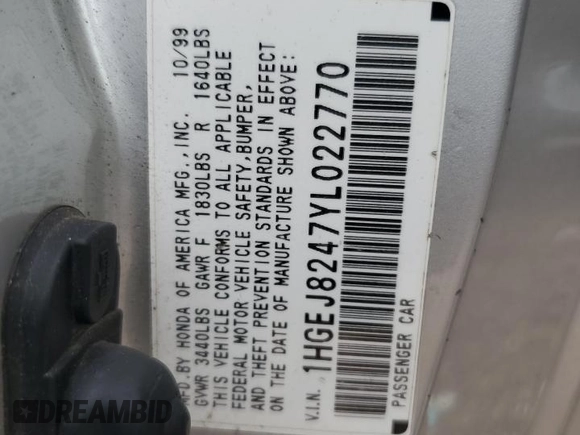 MFD.BY HONDA OF AMERICA MFG.,INC. 10/99
GVWR 3440LBS GAWR F 1830LBS R 1640LBS
THIS VEHICLE CONFORMS TO ALL APPLICABLE
FEDERAL MOTOR VEHICLE SAFETY,BUMPER,
AND THEFT PREVENTION STANDARDS IN EFFECT
ON THE DATE OF MANUFACTURE SHOWN ABOVE:
V.I.N. 1HGEJ8247YL022770
PASSENGER CAR
DREAMBID